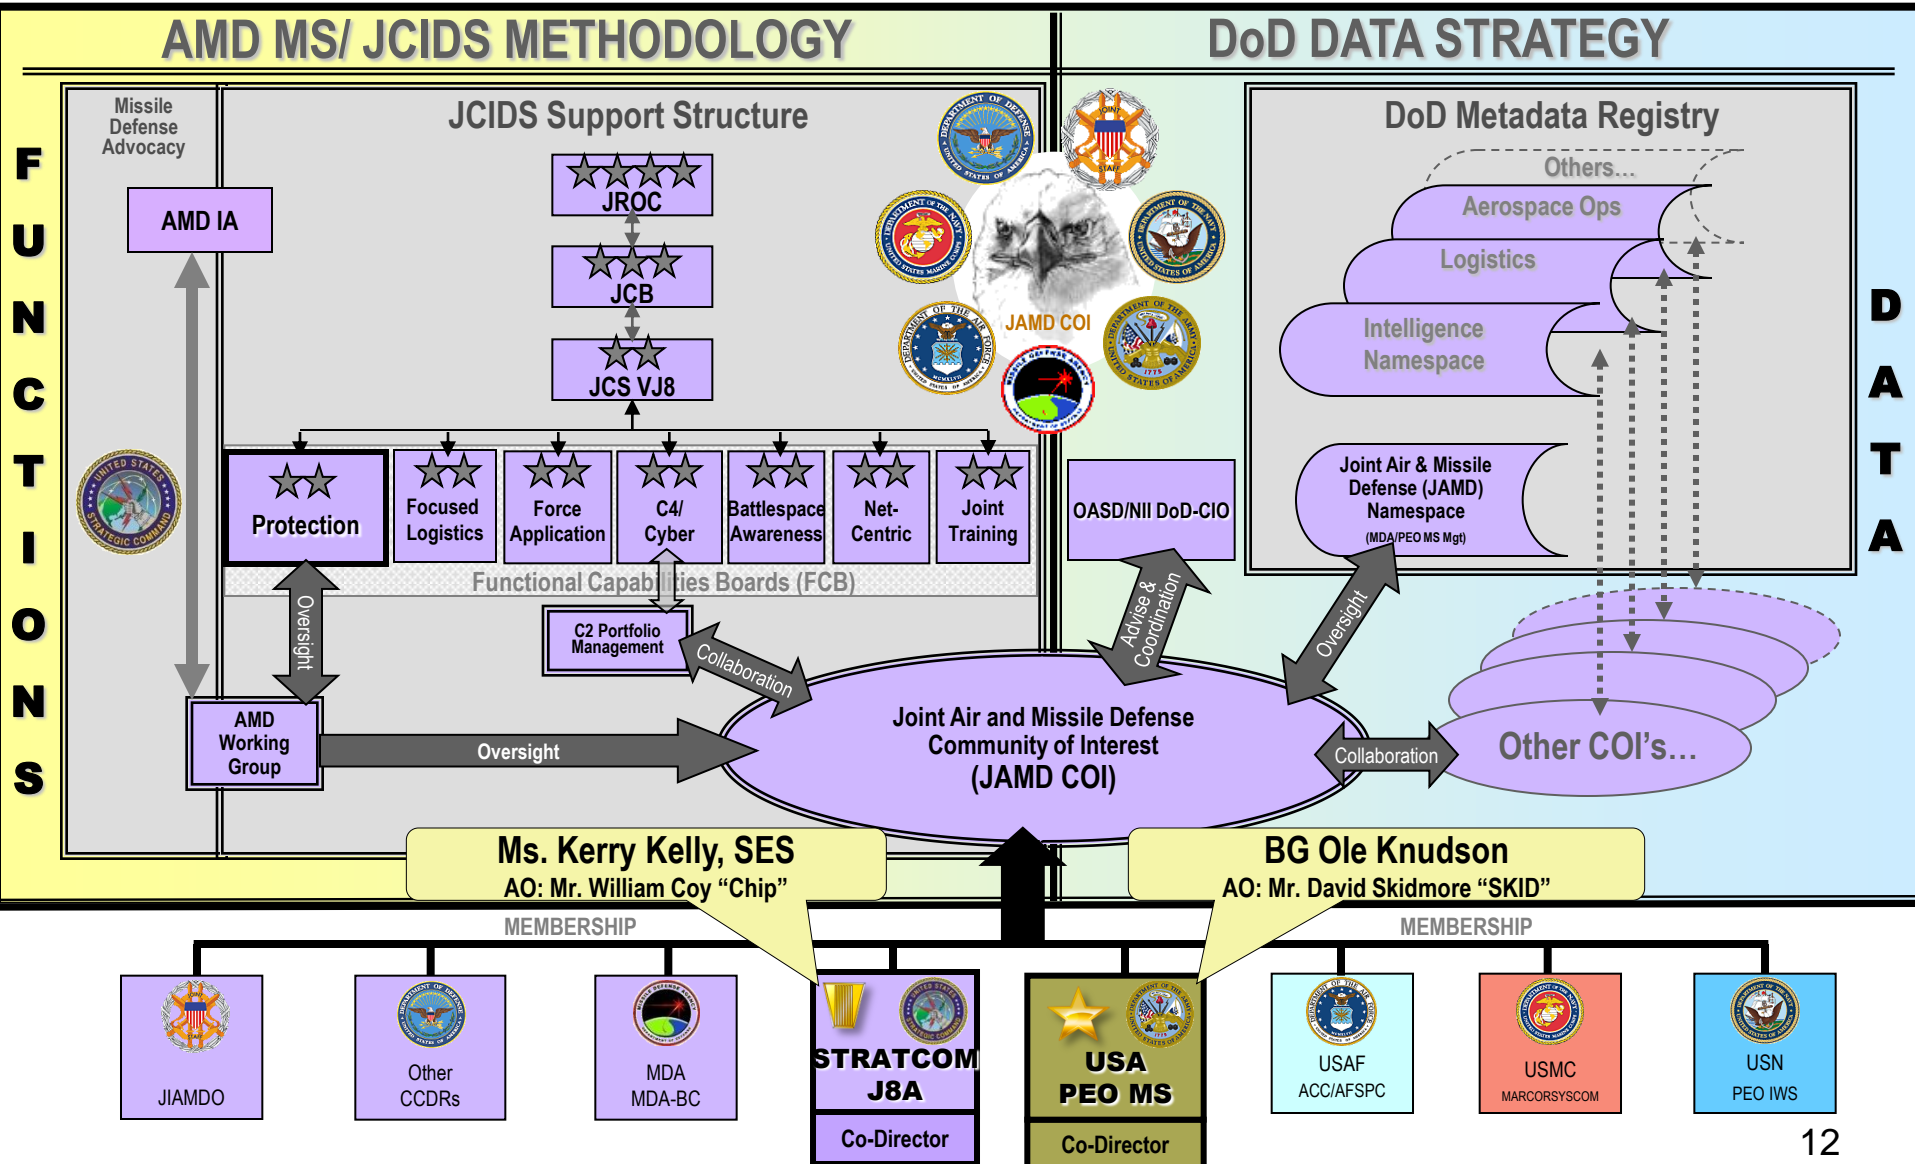 AMD MS/ JCIDS METHODOLOGY
DoD DATA STRATEGY
FUNCTIONS
DATA
Missile
Defense
Advocacy
JCIDS Support Structure
DoD Metadata Registry
AMD IA
JROC
JCB
JCS VJ8
Protection
Focused
Logistics
Force
Application
C4/
Cyber
Battlespace
Awareness
Net-
Centric
Joint
Training
Functional Capabilities Boards (FCB)
JAMD COI
Others…
Aerospace Ops
Logistics
Intelligence
Namespace
Joint Air & Missile
Defense (JAMD)
Namespace
(MDA/PEO MS Mgt)
OASD/NII DoD-CIO
Oversight
C2 Portfolio
Management
Collaboration
Advise &
Coordination
Oversight
AMD
Working
Group
Oversight
Joint Air and Missile Defense
Community of Interest
(JAMD COI)
Collaboration
Other COI's…
Ms. Kerry Kelly, SES
AO: Mr. William Coy “Chip”
BG Ole Knudson
AO: Mr. David Skidmore “SKID”
MEMBERSHIP
MEMBERSHIP
JIAMDO
Other
CCDRs
MDA
MDA-BC
STRATCOM
J8A
Co-Director
USA
PEO MS
Co-Director
USAF
ACC/AFSPC
USMC
MARCORSYSCOM
USN
PEO IWS
12